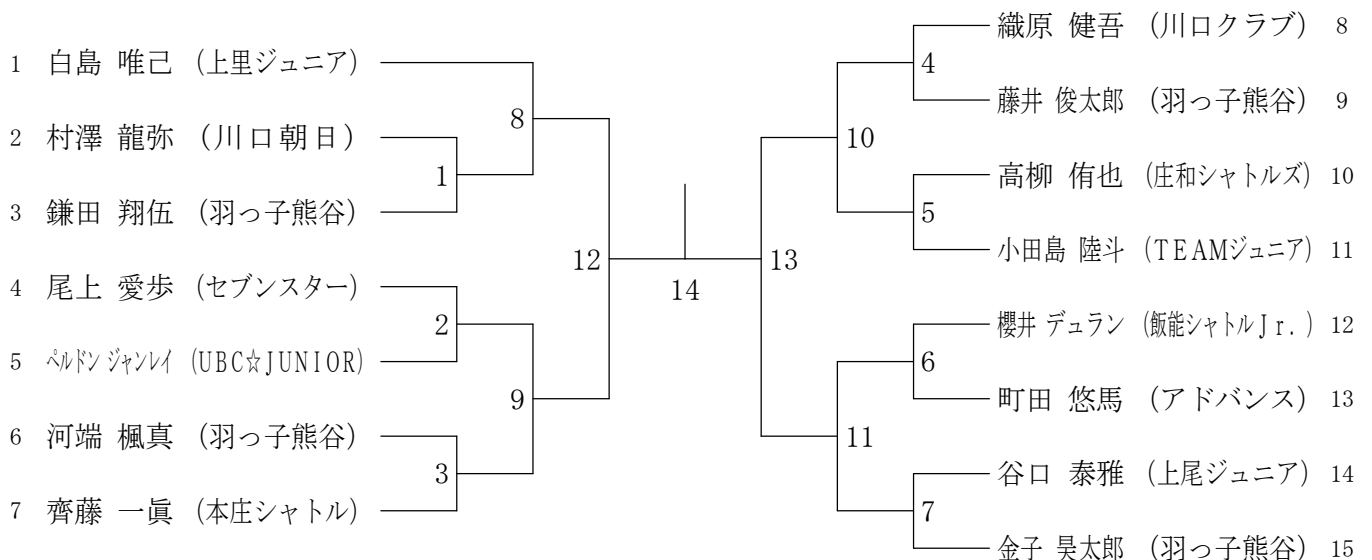 1 白島 唯己 (上里ジュニア)
2 村澤 龍弥 (川口朝日)
3 鎌田 翔伍 (羽っ子熊谷)
4 尾上 愛歩 (セブンスター)
5 ペルドン ジャンレイ (UBC☆JUNIOR)
6 河端 楓真 (羽っ子熊谷)
7 齊藤 一眞 (本庄シャトル)
8
1
2
9
3
12
14
13
10
4
5
11
6
7
織原 健吾 (川口クラブ) 8
藤井 俊太郎 (羽っ子熊谷) 9
高柳 侑也 (庄和シャトルズ) 10
小田島 陸斗 (TEAMジュニア) 11
櫻井 デュラン (飯能シャトルJr.) 12
町田 悠馬 (アドバンス) 13
谷口 泰雅 (上尾ジュニア) 14
金子 昊太郎 (羽っ子熊谷) 15